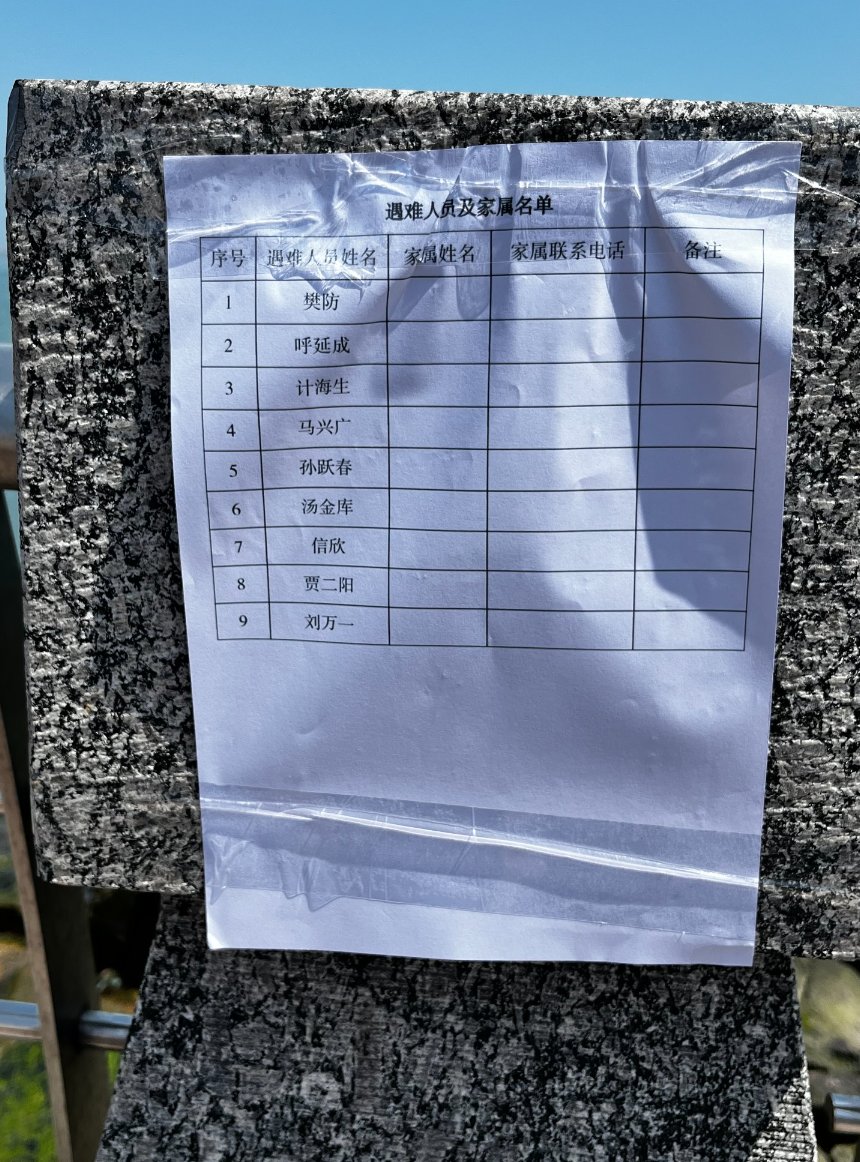 遇难人员及家属名单
序号 遇难人员姓名 家属姓名 家属联系电话 备注
1 樊防
2 呼延成
3 计海生
4 马兴广
5 孙跃春
6 汤金库
7 信欣
8 贾二阳
9 刘万一